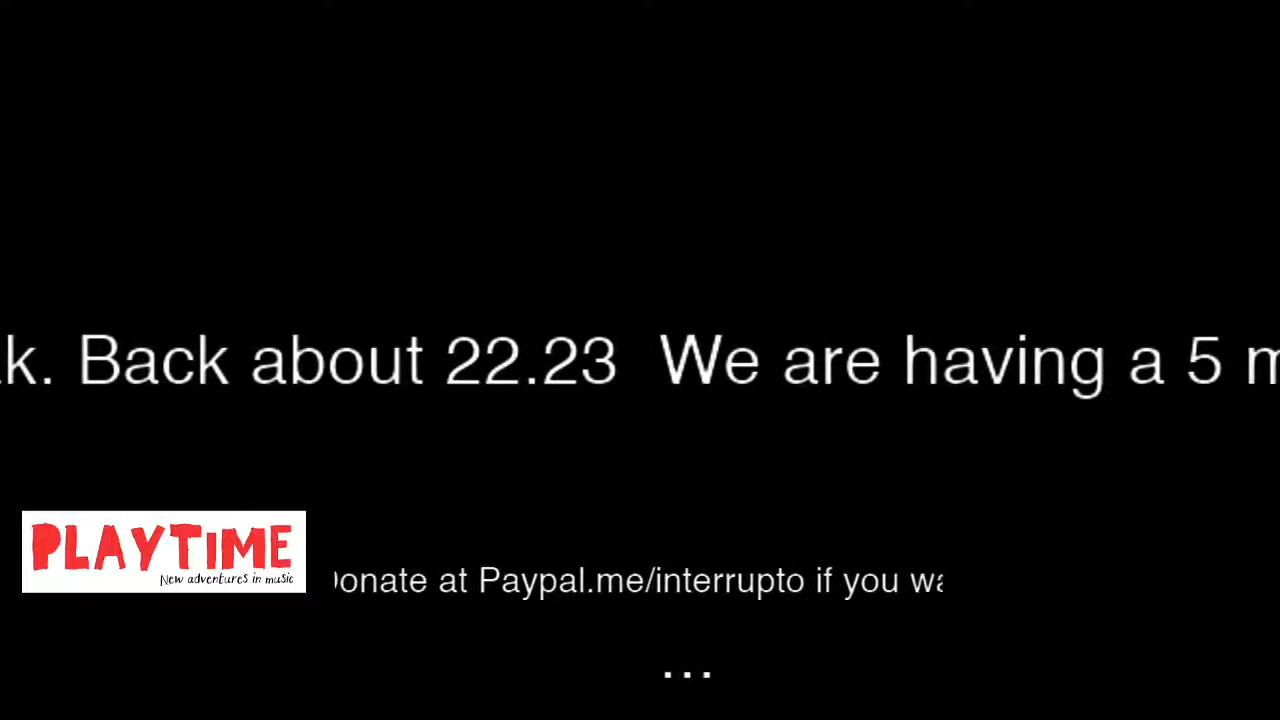 k. Back about 22.23 We are having a 5 m
PLAYTIME
New adventures in music
Donate at Paypal.me/interrupto if you wa
...